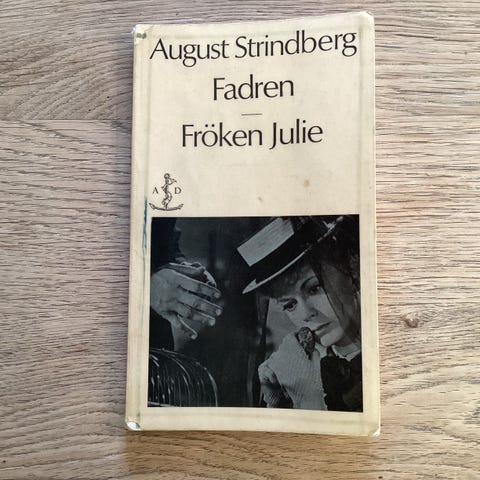 August Strindberg
Fadren
Fröken Julie
A D